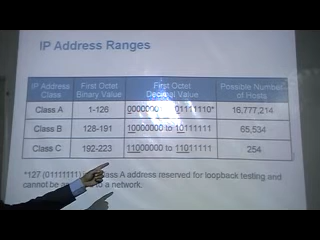 IP Address Ranges
IP Address Class First Octet Binary Value First Octet Decimal Value Possible Number of Hosts
Class A 1-126 00000000 01111110* 16,777,214
Class B 128-191 10000000 to 10111111 65,534
Class C 192-223 11000000 to 11011111 254
*127 (01111111) Class A address reserved for loopback testing and
cannot be to a network.